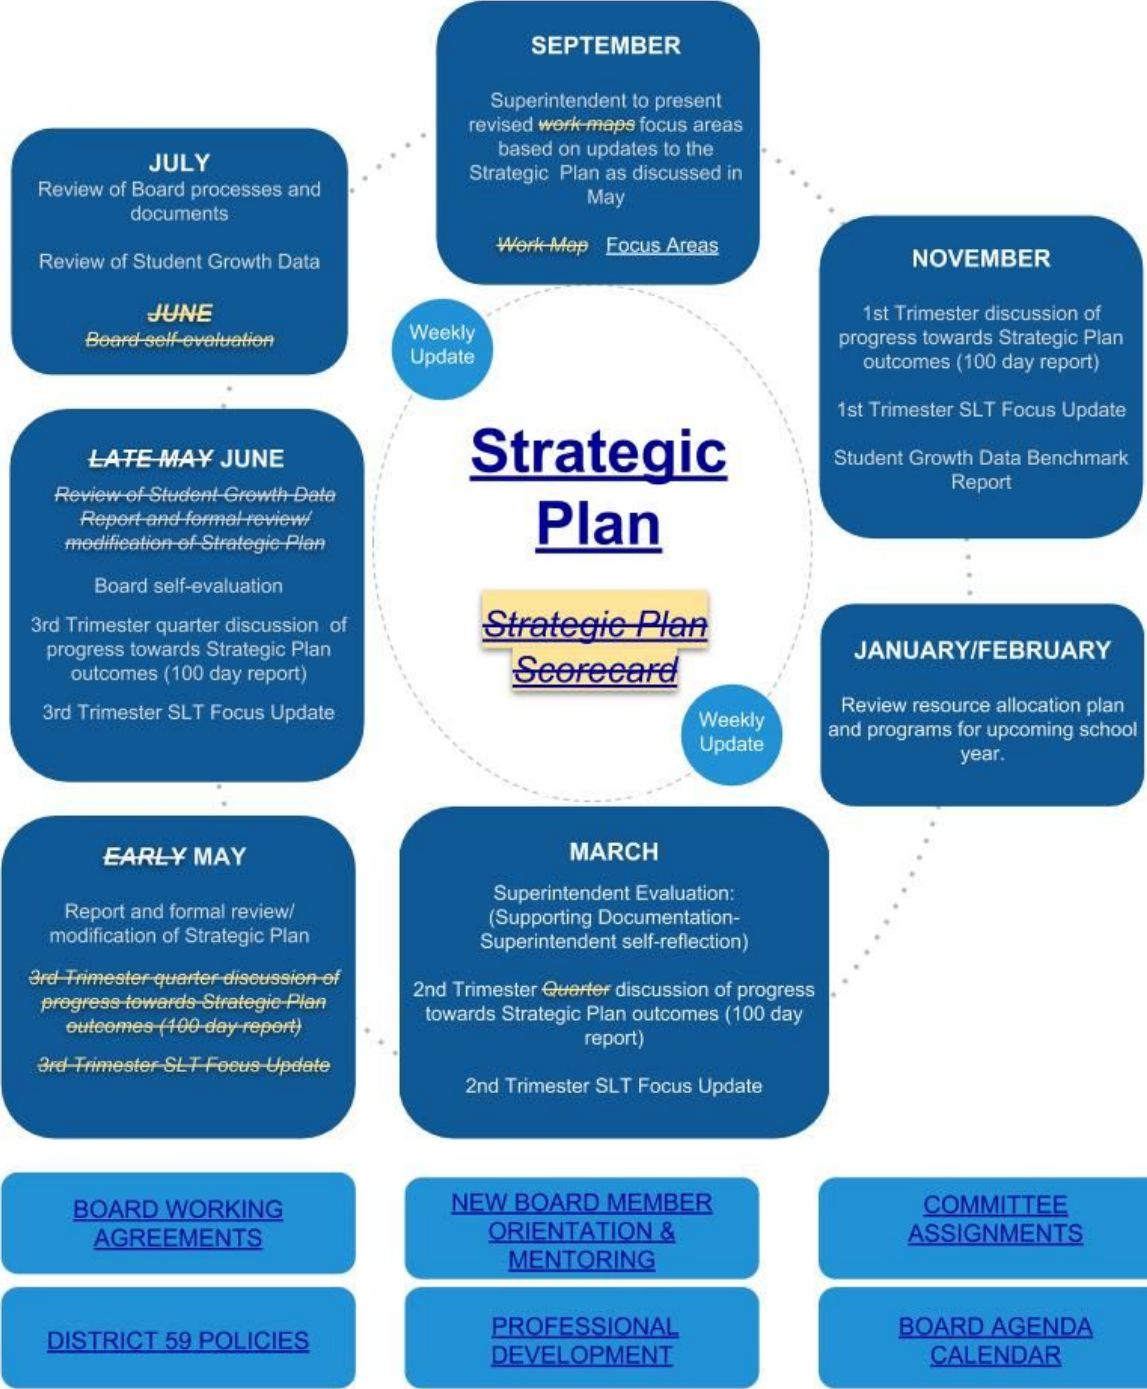 SEPTEMBER
Superintendent to present
revised work maps focus areas
based on updates to the
Strategic Plan as discussed in
May
Work Map Focus Areas
NOVEMBER
1st Trimester discussion of
progress towards Strategic Plan
outcomes (100 day report)
1st Trimester SLT Focus Update
Student Growth Data Benchmark
Report
JANUARY/FEBRUARY
Review resource allocation plan
and programs for upcoming school
year.
MARCH
Superintendent Evaluation:
(Supporting Documentation-
Superintendent self-reflection)
2nd Trimester Quarter discussion of progress
towards Strategic Plan outcomes (100 day
report)
2nd Trimester SLT Focus Update
EARLY MAY
Report and formal review/
modification of Strategic Plan
3rd Trimester quarter discussion of
progress towards Strategic Plan
outcomes (100 day report)
3rd Trimester SLT Focus Update
LATE MAY JUNE
Review of Student Growth Data
Report and formal review/
modification of Strategic Plan
Board self-evaluation
3rd Trimester quarter discussion of
progress towards Strategic Plan
outcomes (100 day report)
3rd Trimester SLT Focus Update
JULY
Review of Board processes and
documents
Review of Student Growth Data
JUNE
Board self-evaluation
Weekly
Update
Strategic
Plan
Strategic Plan
Scorecard
Weekly
Update
BOARD WORKING
AGREEMENTS
NEW BOARD MEMBER
ORIENTATION &
MENTORING
COMMITTEE
ASSIGNMENTS
DISTRICT 59 POLICIES
PROFESSIONAL
DEVELOPMENT
BOARD AGENDA
CALENDAR